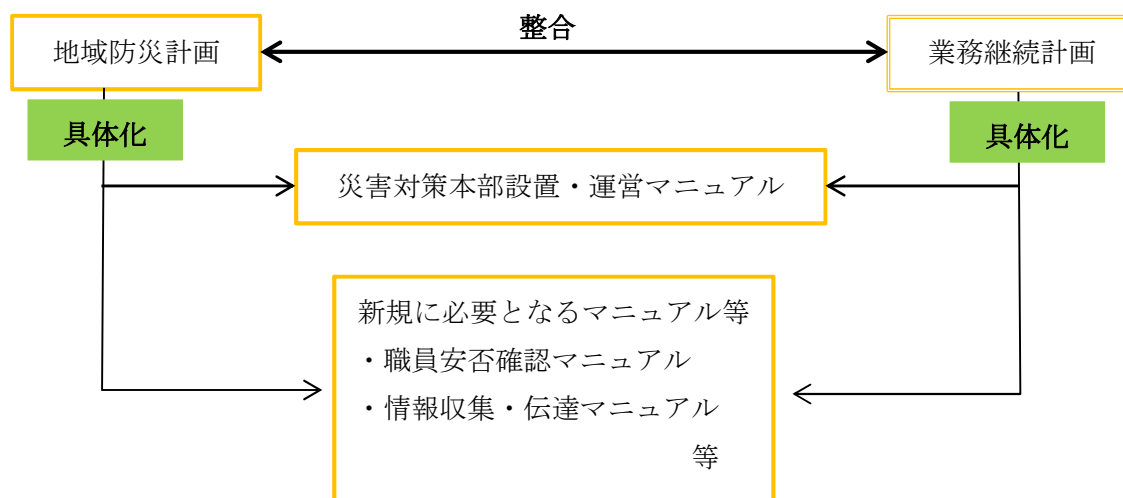 整合
地域防災計画
業務継続計画
具体化
具体化
災害対策本部設置・運営マニュアル
新規に必要となるマニュアル等
・職員安否確認マニュアル
・情報収集・伝達マニュアル
等